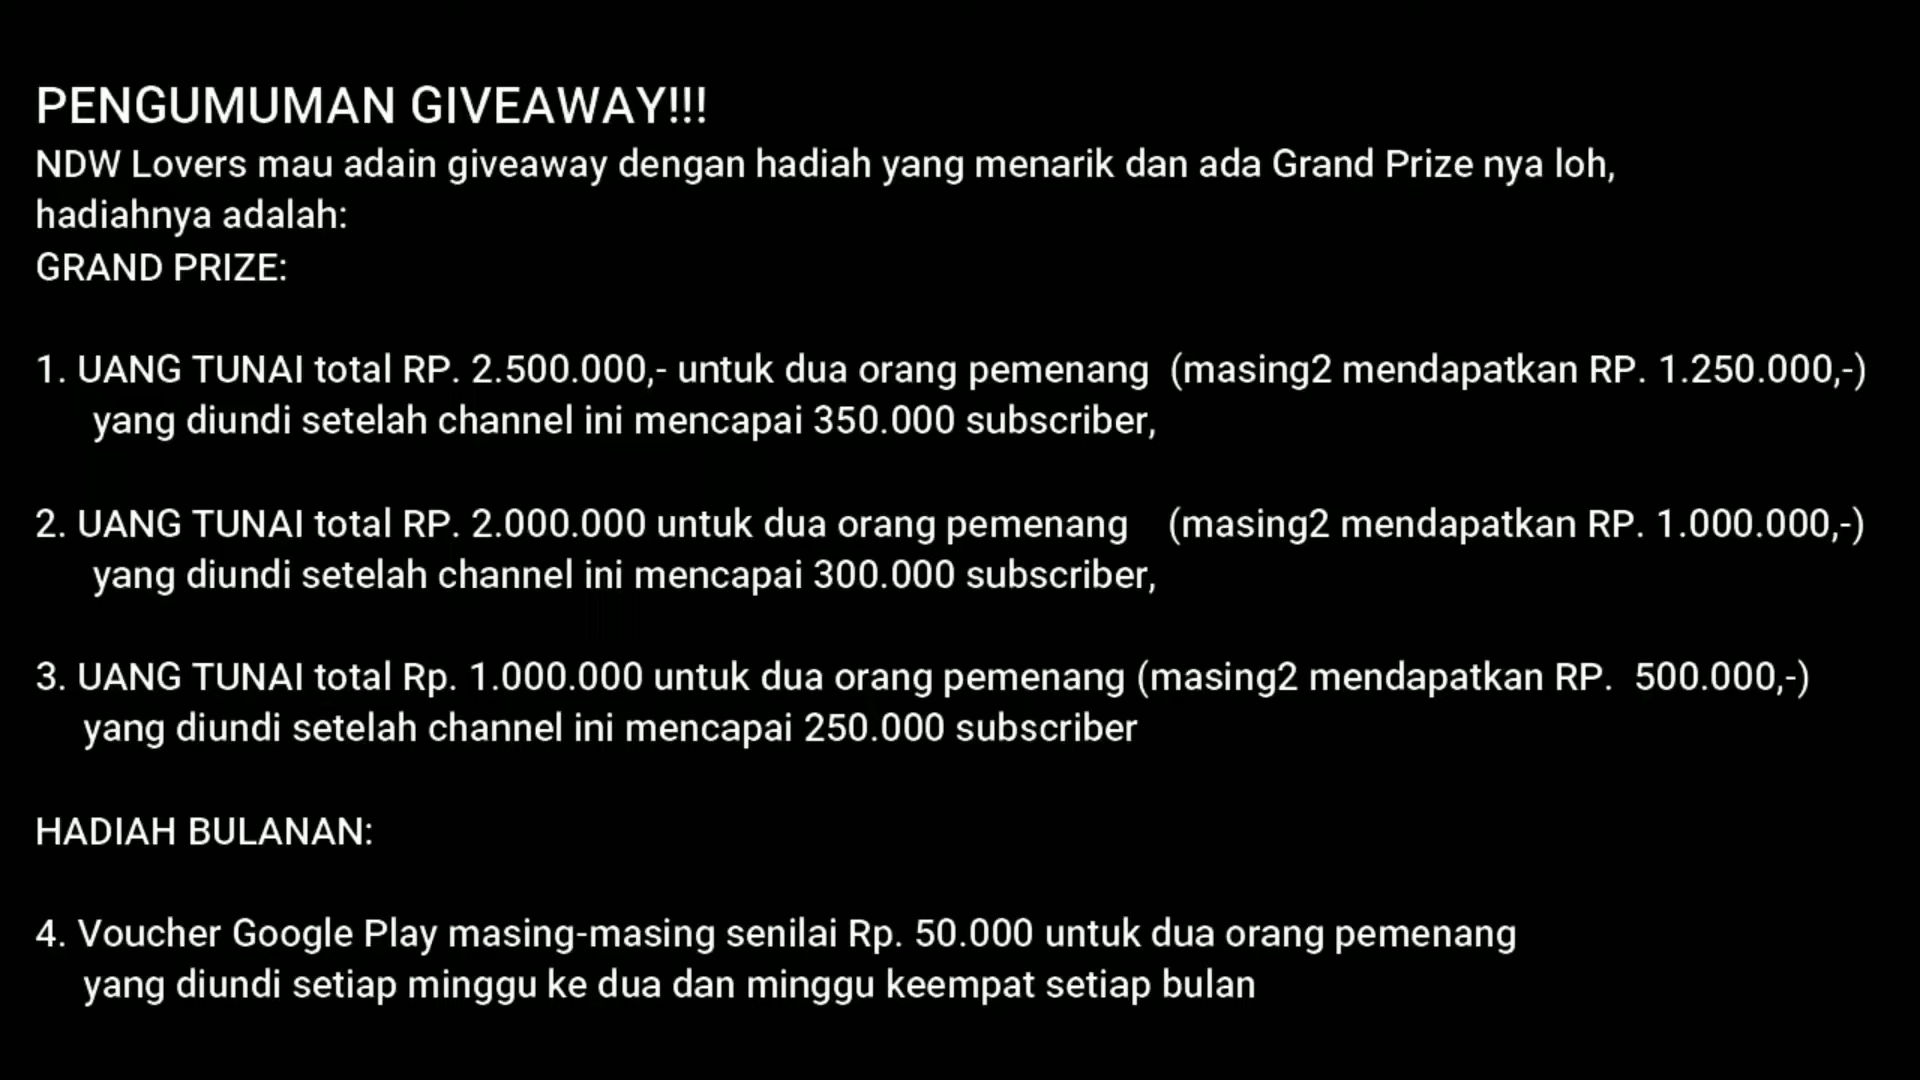 PENGUMUMAN GIVEAWAY!!!
NDW Lovers mau adain giveaway dengan hadiah yang menarik dan ada Grand Prize nya loh,
hadiahnya adalah:
GRAND PRIZE:
1. UANG TUNAI total RP. 2.500.000,- untuk dua orang pemenang (masing2 mendapatkan RP. 1.250.000,-)
yang diundi setelah channel ini mencapai 350.000 subscriber,
2. UANG TUNAI total RP. 2.000.000 untuk dua orang pemenang (masing2 mendapatkan RP. 1.000.000,-)
yang diundi setelah channel ini mencapai 300.000 subscriber,
3. UANG TUNAI total Rp. 1.000.000 untuk dua orang pemenang (masing2 mendapatkan RP. 500.000,-)
yang diundi setelah channel ini mencapai 250.000 subscriber
HADIAH BULANAN:
4. Voucher Google Play masing-masing senilai Rp. 50.000 untuk dua orang pemenang
yang diundi setiap minggu ke dua dan minggu keempat setiap bulan